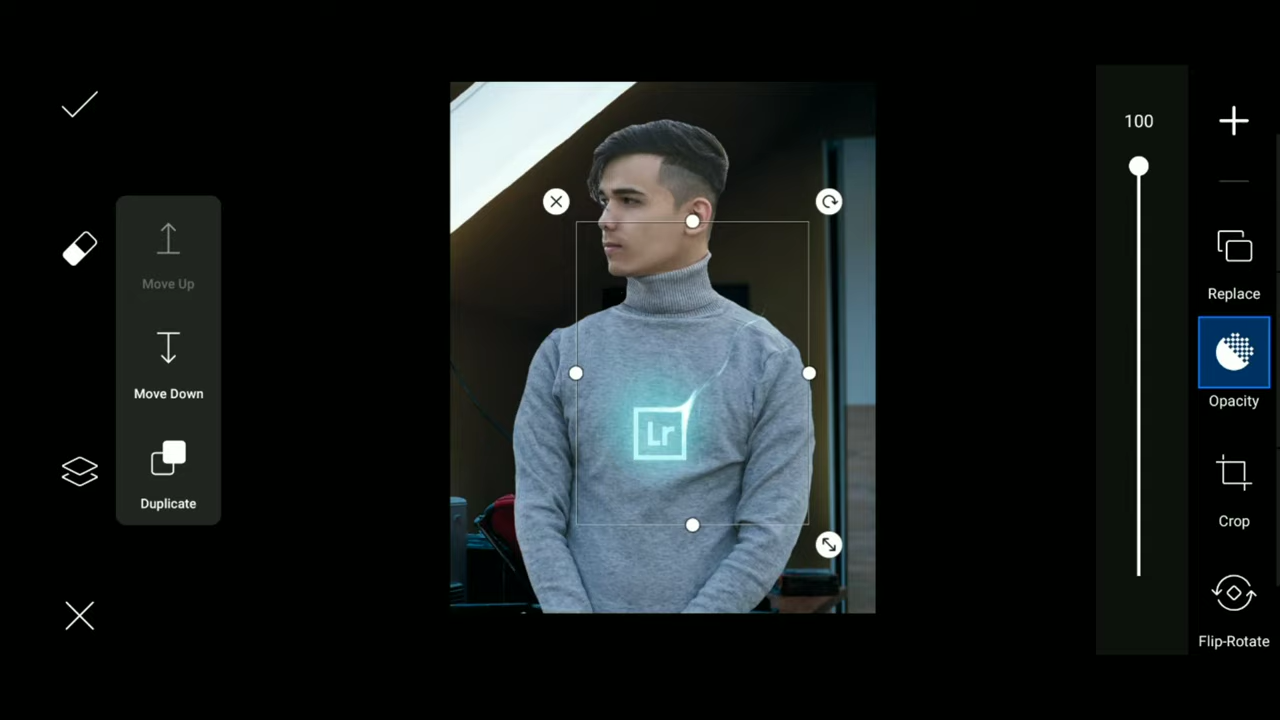 100
Move Up
Replace
Move Down
Opacity
Lr
Duplicate
Crop
Flip-Rotate